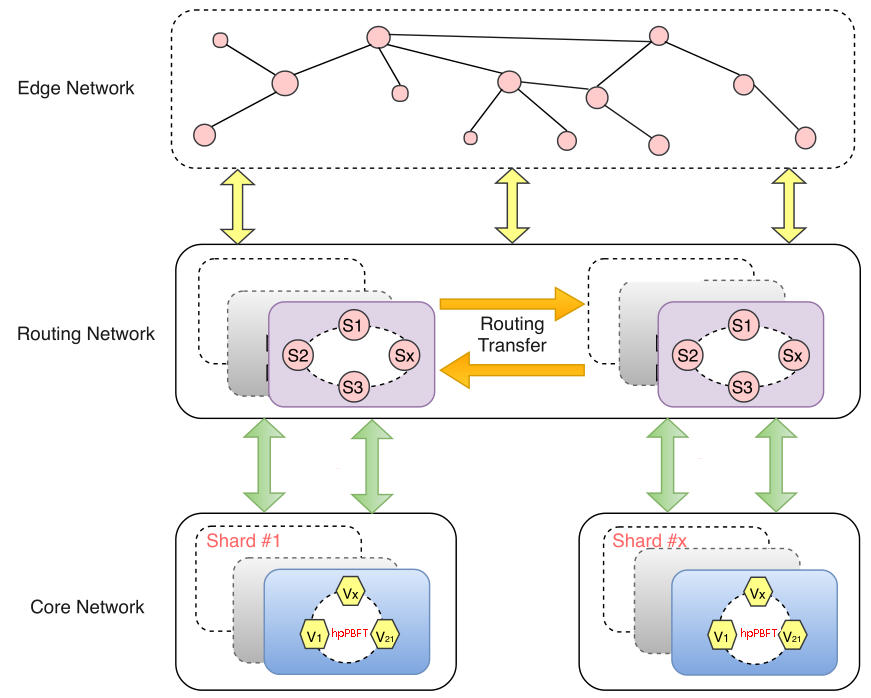 Edge Network
Routing Network
S1
S2
Sx
S3
Routing
Transfer
S1
S2
Sx
S3
Core Network
Shard #1
Vx
V1
hpPBFT
V21
Shard #x
Vx
V1
hpPBFT
V21